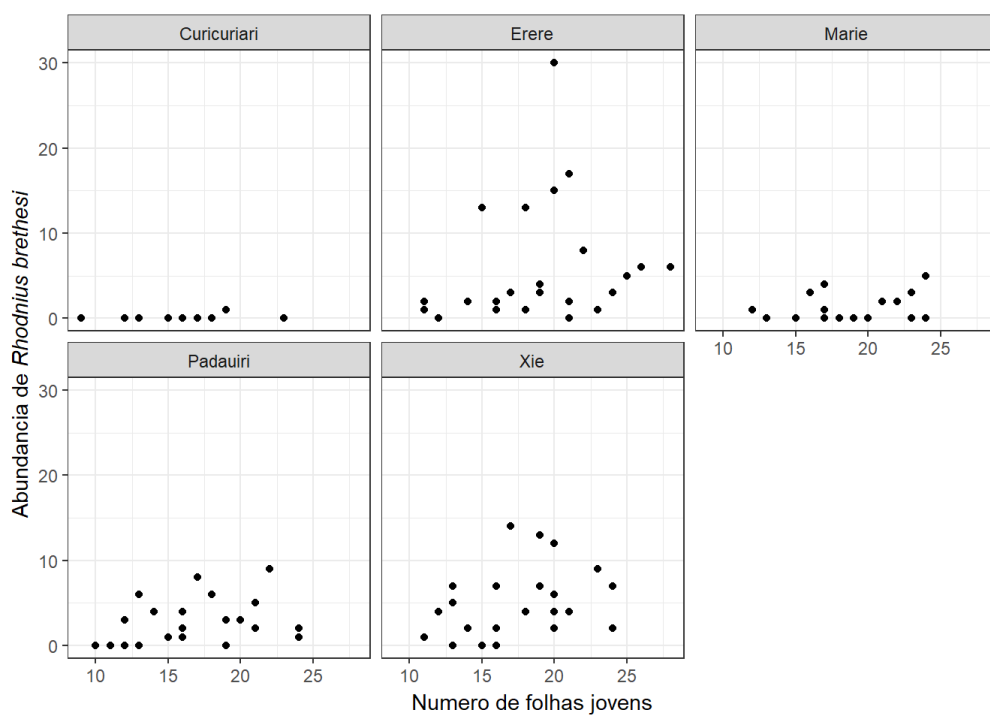 Curicuriari Erere Marie
30
20
10
0
10 15 20 25
Padauiri Xie
30
20
10
0
10 15 20 25 10 15 20 25
Abundancia de Rhodnius brethesi
Numero de folhas jovens